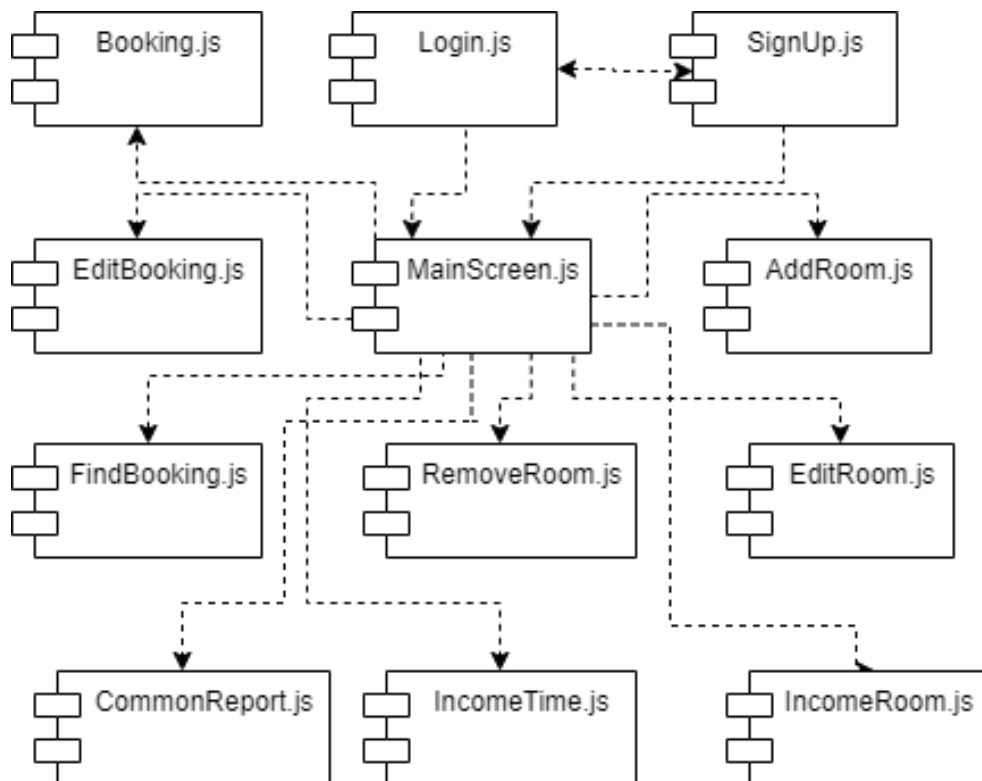 Booking.js
Login.js
SignUp.js
EditBooking.js
MainScreen.js
AddRoom.js
FindBooking.js
RemoveRoom.js
EditRoom.js
CommonReport.js
IncomeTime.js
IncomeRoom.js